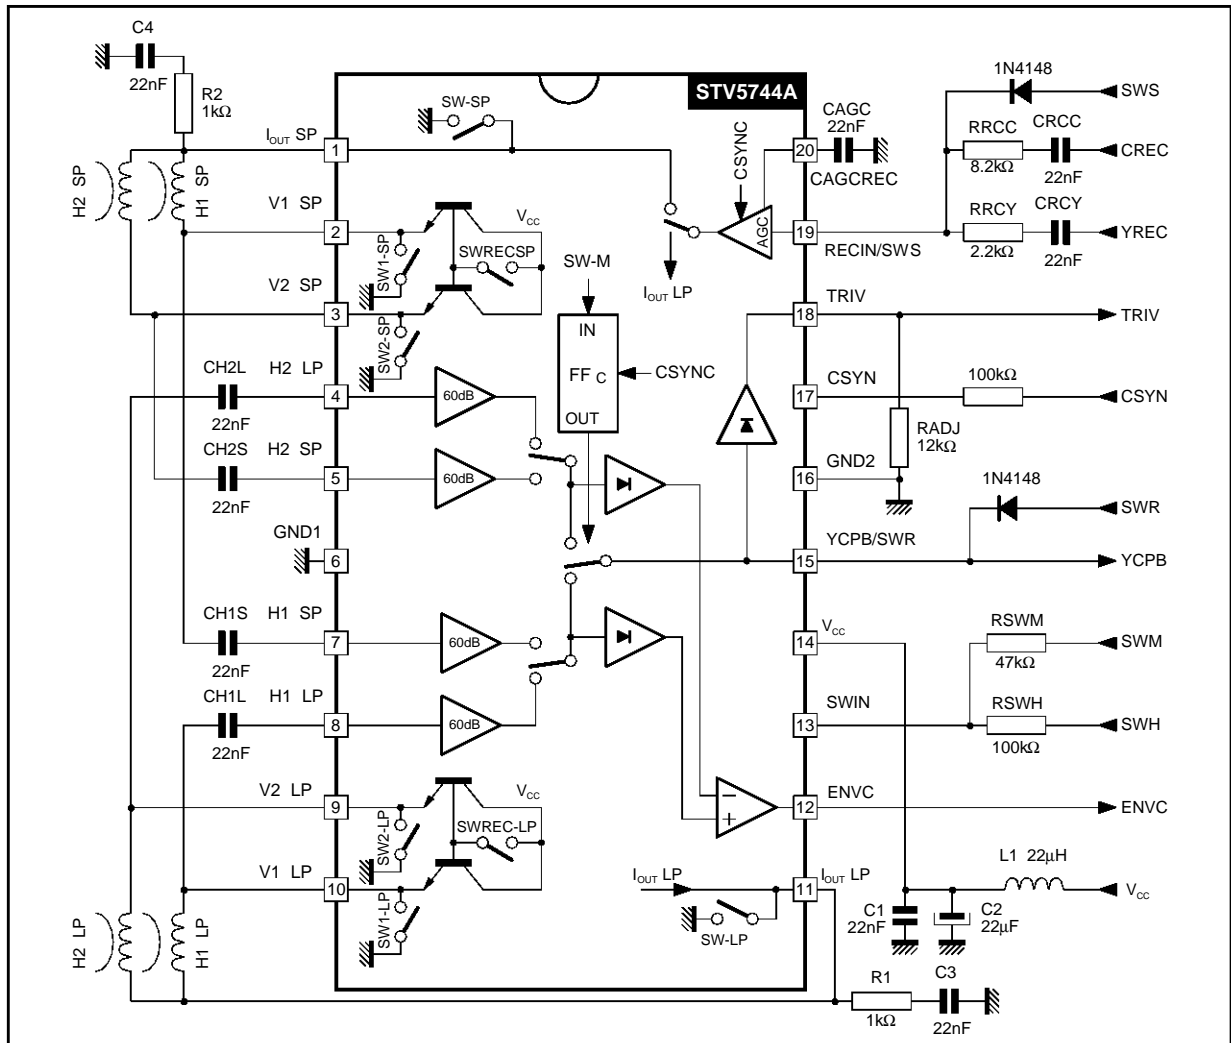 C4
22nF
R2
1kΩ
STV5744A
SW-SP
I_OUT SP
1
CSYNC
20
CAGC
22nF
CAGCREC
1N4148
SWS
RRCC
CRCC
8.2kΩ
22nF
CREC
H2 SP
H1 SP
V1 SP
2
V_CC
SW1-SP
SWRECSP
AGC
19
RECIN/SWS
RRCY
CRCY
2.2kΩ
22nF
YREC
V2 SP
3
SW2-SP
SW-M
I_OUT LP
IN
FF C
OUT
CSYNC
TRIV
18
TRIV
CH2L
22nF
H2 LP
4
60dB
CSYN
17
100kΩ
CSYN
CH2S
22nF
H2 SP
5
60dB
GND2
16
RADJ
12kΩ
1N4148
SWR
GND1
6
YCPB/SWR
15
YCPB
CH1S
22nF
H1 SP
7
60dB
V_CC
14
RSWM
47kΩ
SWM
CH1L
22nF
H1 LP
8
60dB
SWIN
13
RSWH
100kΩ
SWH
V2 LP
9
V_CC
SW2-LP
SWREC-LP
−
+
ENVC
12
ENVC
V1 LP
10
SW1-LP
I_OUT LP
SW-LP
11
I_OUT LP
L1 22μH
V_CC
C1
22nF
C2
22μF
H2 LP
H1 LP
R1
1kΩ
C3
22nF